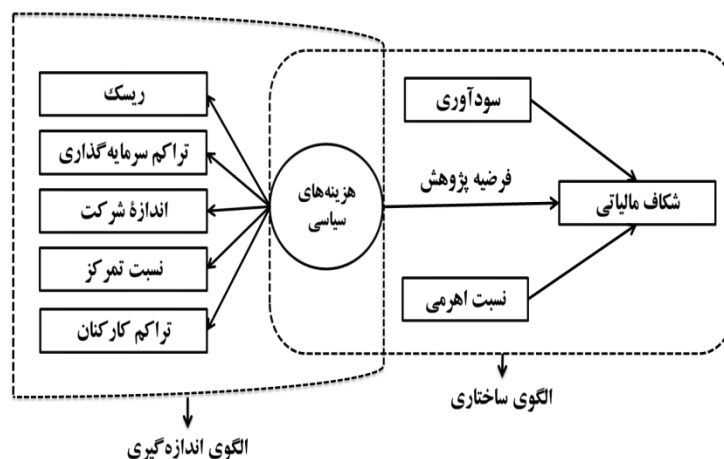 سودآوری
ریسک
تراکم سرمایه‌گذاری
فرضیه پژوهش
هزینه‌های
سیاسی
شکاف مالیاتی
اندازهٔ شرکت
نسبت تمرکز
نسبت اهرمی
تراکم کارکنان
الگوی ساختاری
الگوی اندازه‌گیری